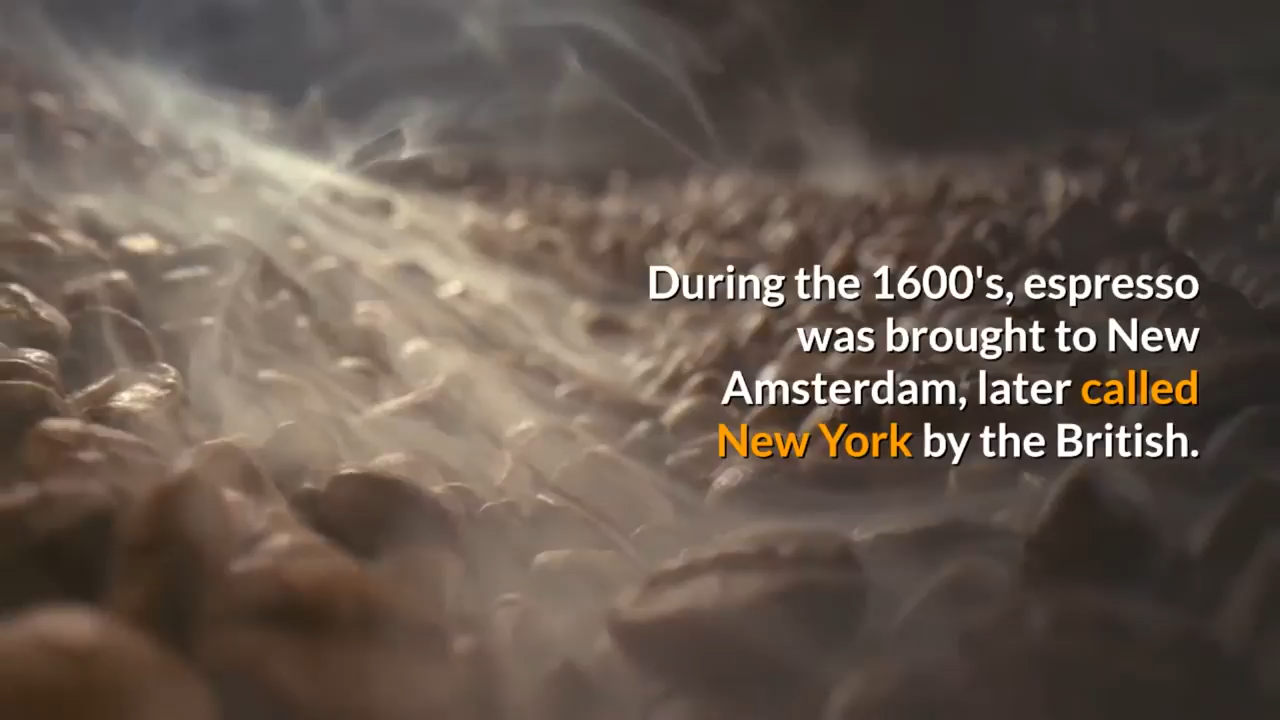 During the 1600's, espresso
was brought to New
Amsterdam, later called
New York by the British.